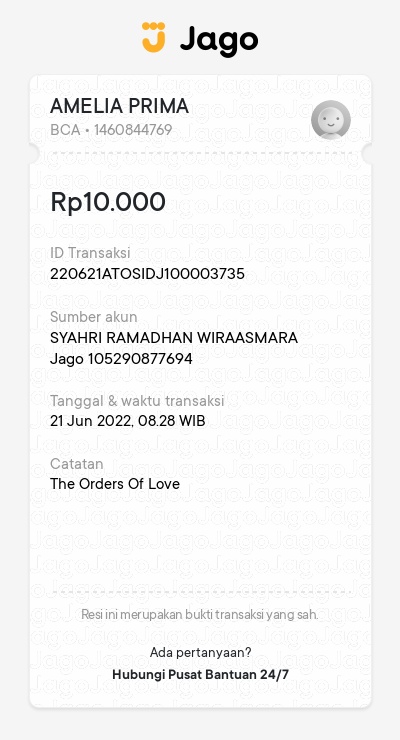 Jago
AMELIA PRIMA
BCA • 1460844769
Rp10.000
ID Transaksi
220621ATOSIDJ100003735
Sumber akun
SYAHRI RAMADHAN WIRAASMARA
Jago 105290877694
Tanggal & waktu transaksi
21 Jun 2022, 08.28 WIB
Catatan
The Orders Of Love
Resi ini merupakan bukti transaksi yang sah.
Ada pertanyaan?
Hubungi Pusat Bantuan 24/7